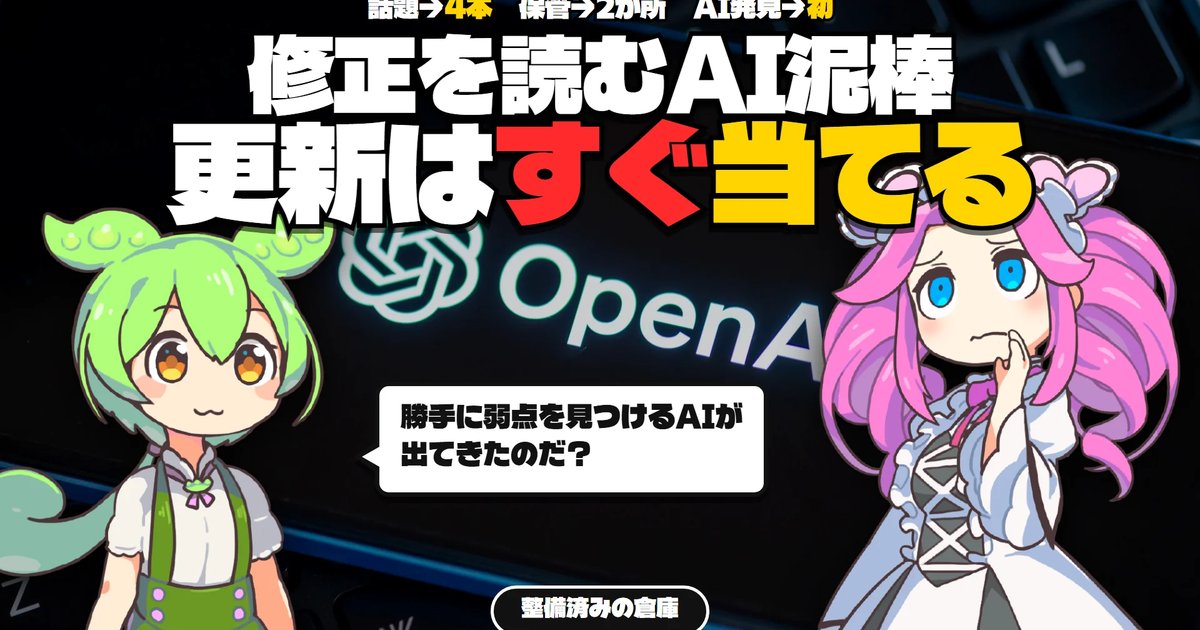 話題→4本 保管→2か所 AI発見→初
修正を読むAI泥棒
更新はすぐ当てる
OpenA
勝手に弱点を見つけるAIが
出てきたのだ?
整備済みの倉庫
L
Z